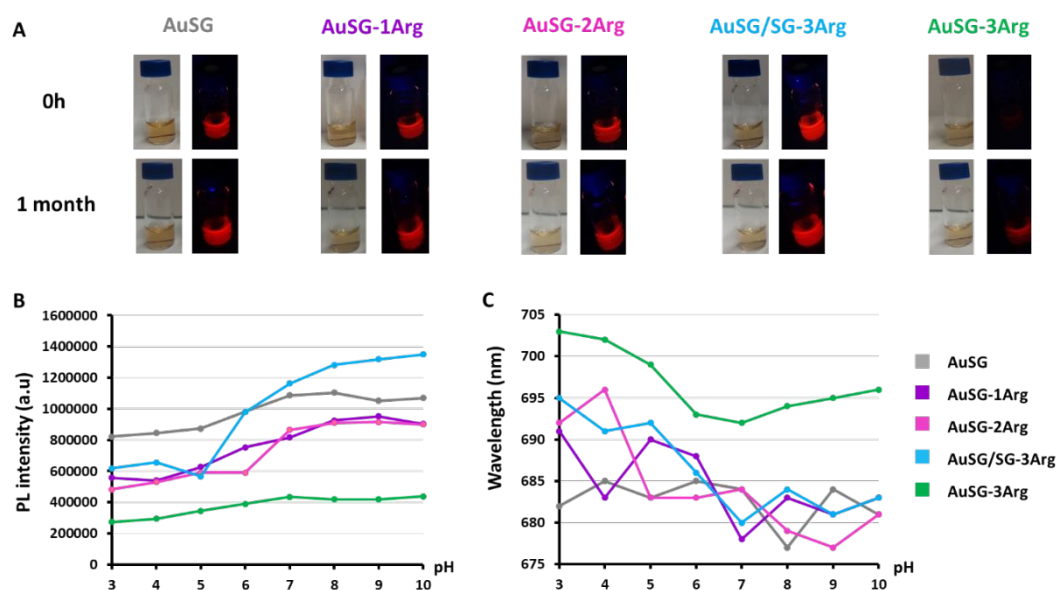 A
AuSG AuSG-1Arg AuSG-2Arg AuSG/SG-3Arg AuSG-3Arg
0h
1 month
B
PL intensity (a.u)
1600000
1400000
1200000
1000000
800000
600000
400000
200000
0
3 4 5 6 7 8 9 10
pH
C
Wavelength (nm)
705
700
695
690
685
680
675
3 4 5 6 7 8 9 10
pH
AuSG
AuSG-1Arg
AuSG-2Arg
AuSG/SG-3Arg
AuSG-3Arg